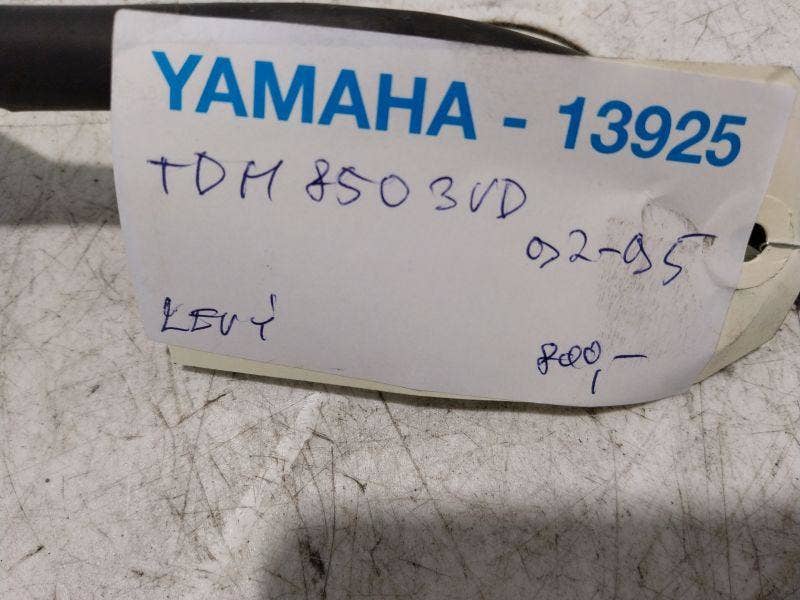 YAMAHA - 13925
TDM 850 3VD
92-95
LEVÝ
800,-